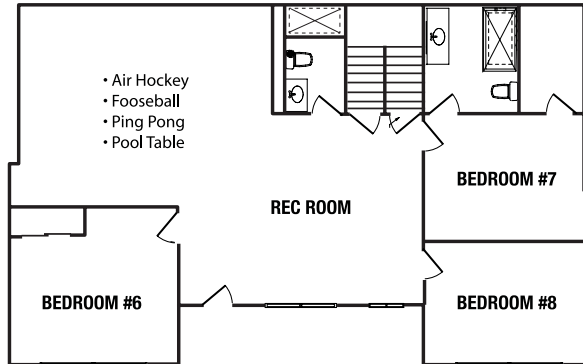 • Air Hockey
• Fooseball
• Ping Pong
• Pool Table
BEDROOM #7
REC ROOM
BEDROOM #6
BEDROOM #8